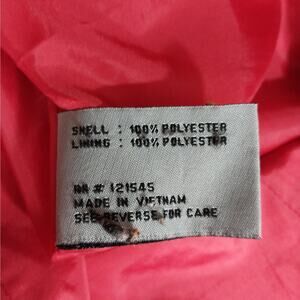 SHELL : 100% POLYESTER
LINING : 100% POLYESTER
RN # 121545
MADE IN VIETNAM
SEE REVERSE FOR CARE